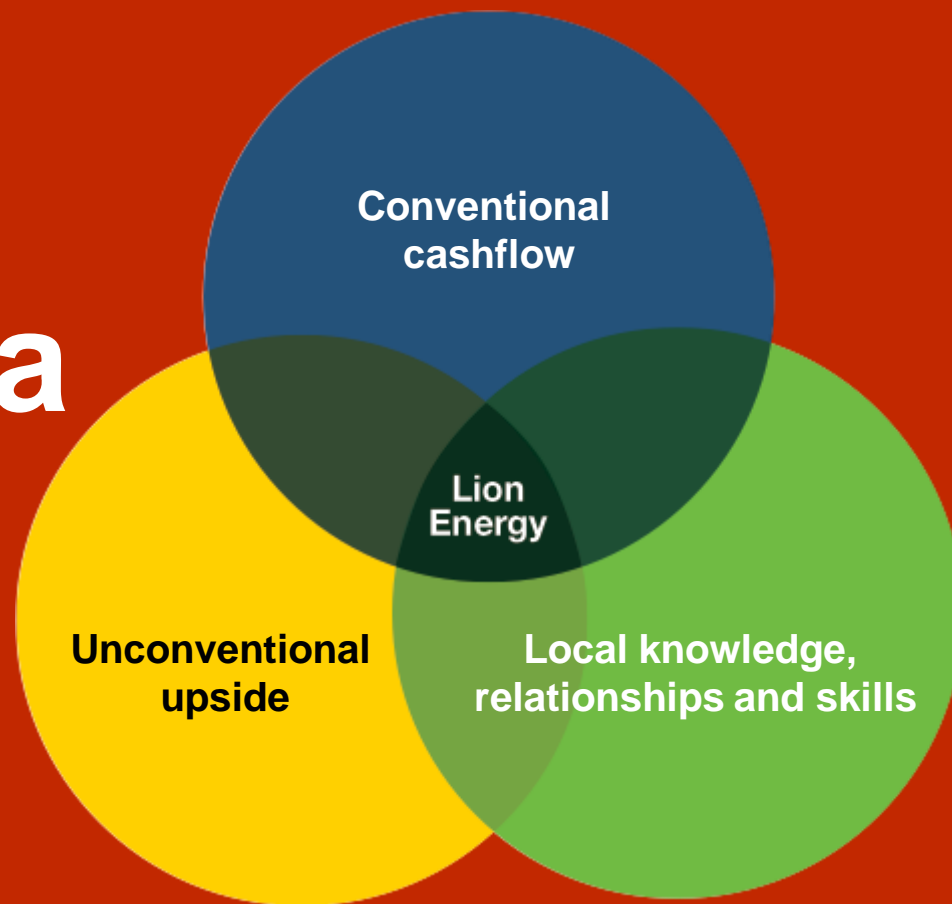 Conventional
cashflow
a
Lion
Energy
Unconventional
upside
Local knowledge,
relationships and skills